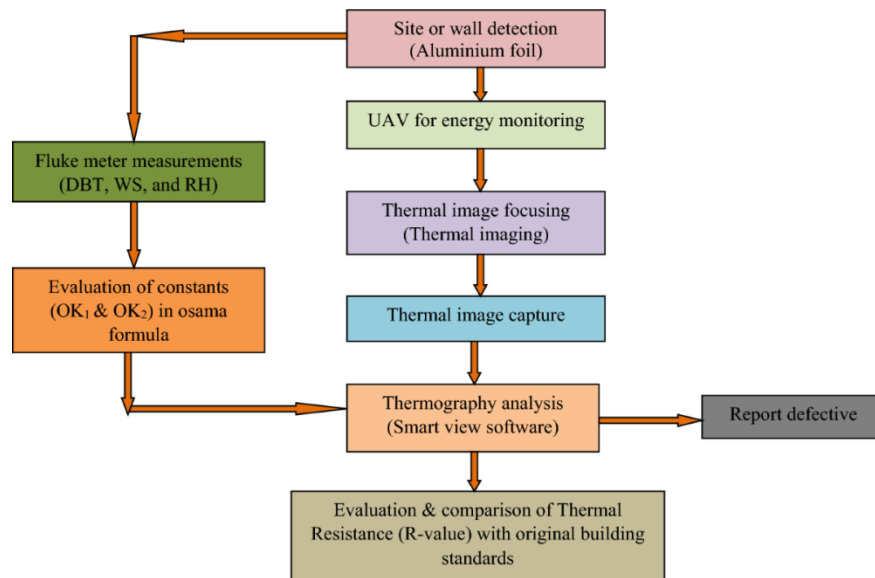 Site or wall detection
(Aluminium foil)
UAV for energy monitoring
Fluke meter measurements
(DBT, WS, and RH)
Thermal image focusing
(Thermal imaging)
Evaluation of constants
(OK₁ & OK₂) in osama
formula
Thermal image capture
Thermography analysis
(Smart view software)
Report defective
Evaluation & comparison of Thermal
Resistance (R-value) with original building
standards